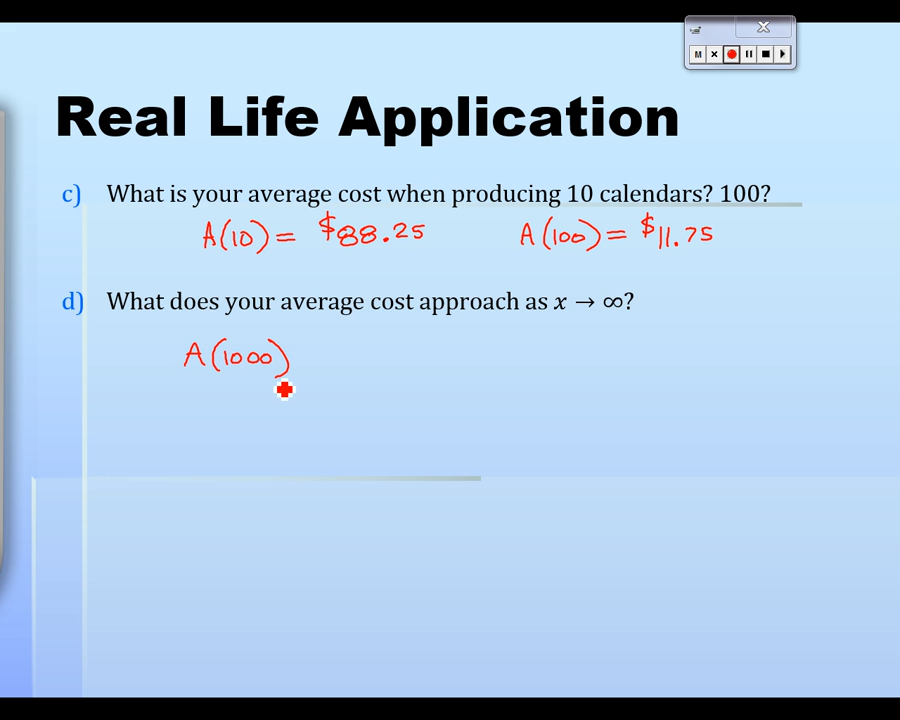 M
Real Life Application
c) What is your average cost when producing 10 calendars? 100?
A(10) = $88.25 A(100) = $11.75
d) What does your average cost approach as x → ∞?
A(1000)